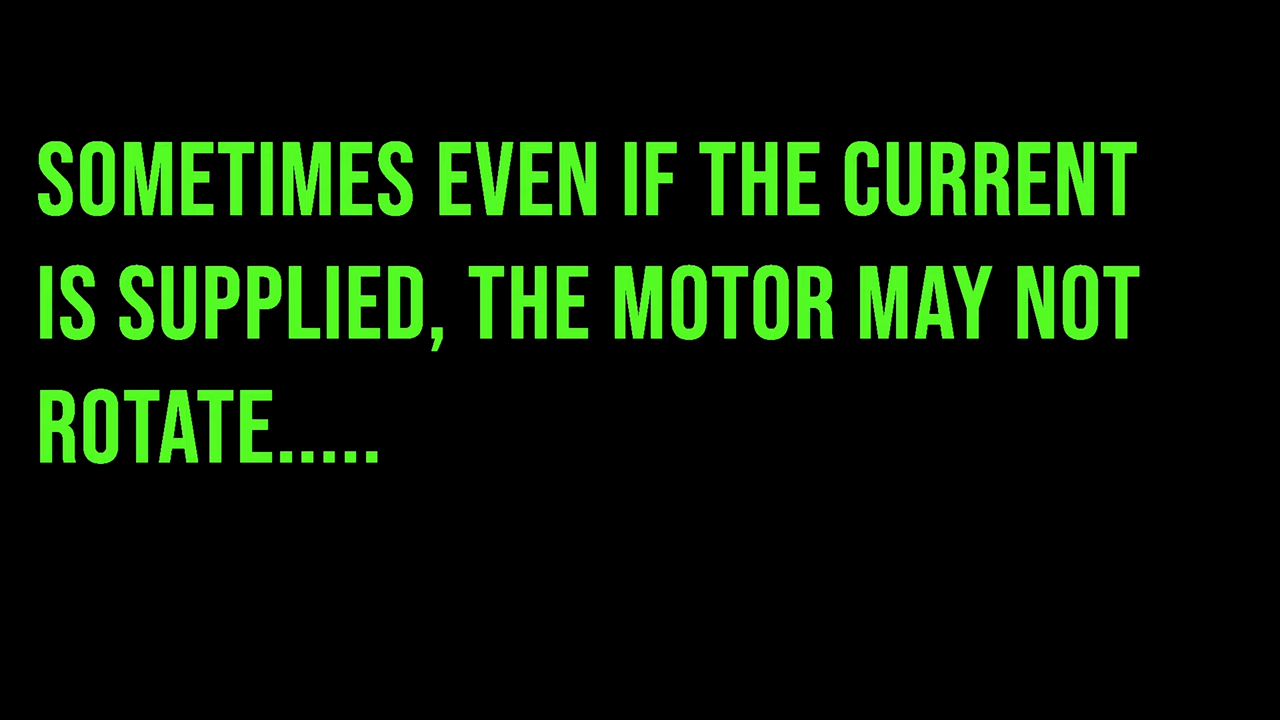 SOMETIMES EVEN IF THE CURRENT
IS SUPPLIED, THE MOTOR MAY NOT
ROTATE.....